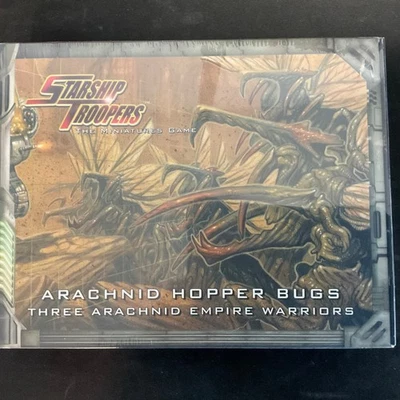 STARSHIP
TROOPERS
THE MINIATURES GAME
ARACHNID HOPPER BUGS
THREE ARACHNID EMPIRE WARRIORS